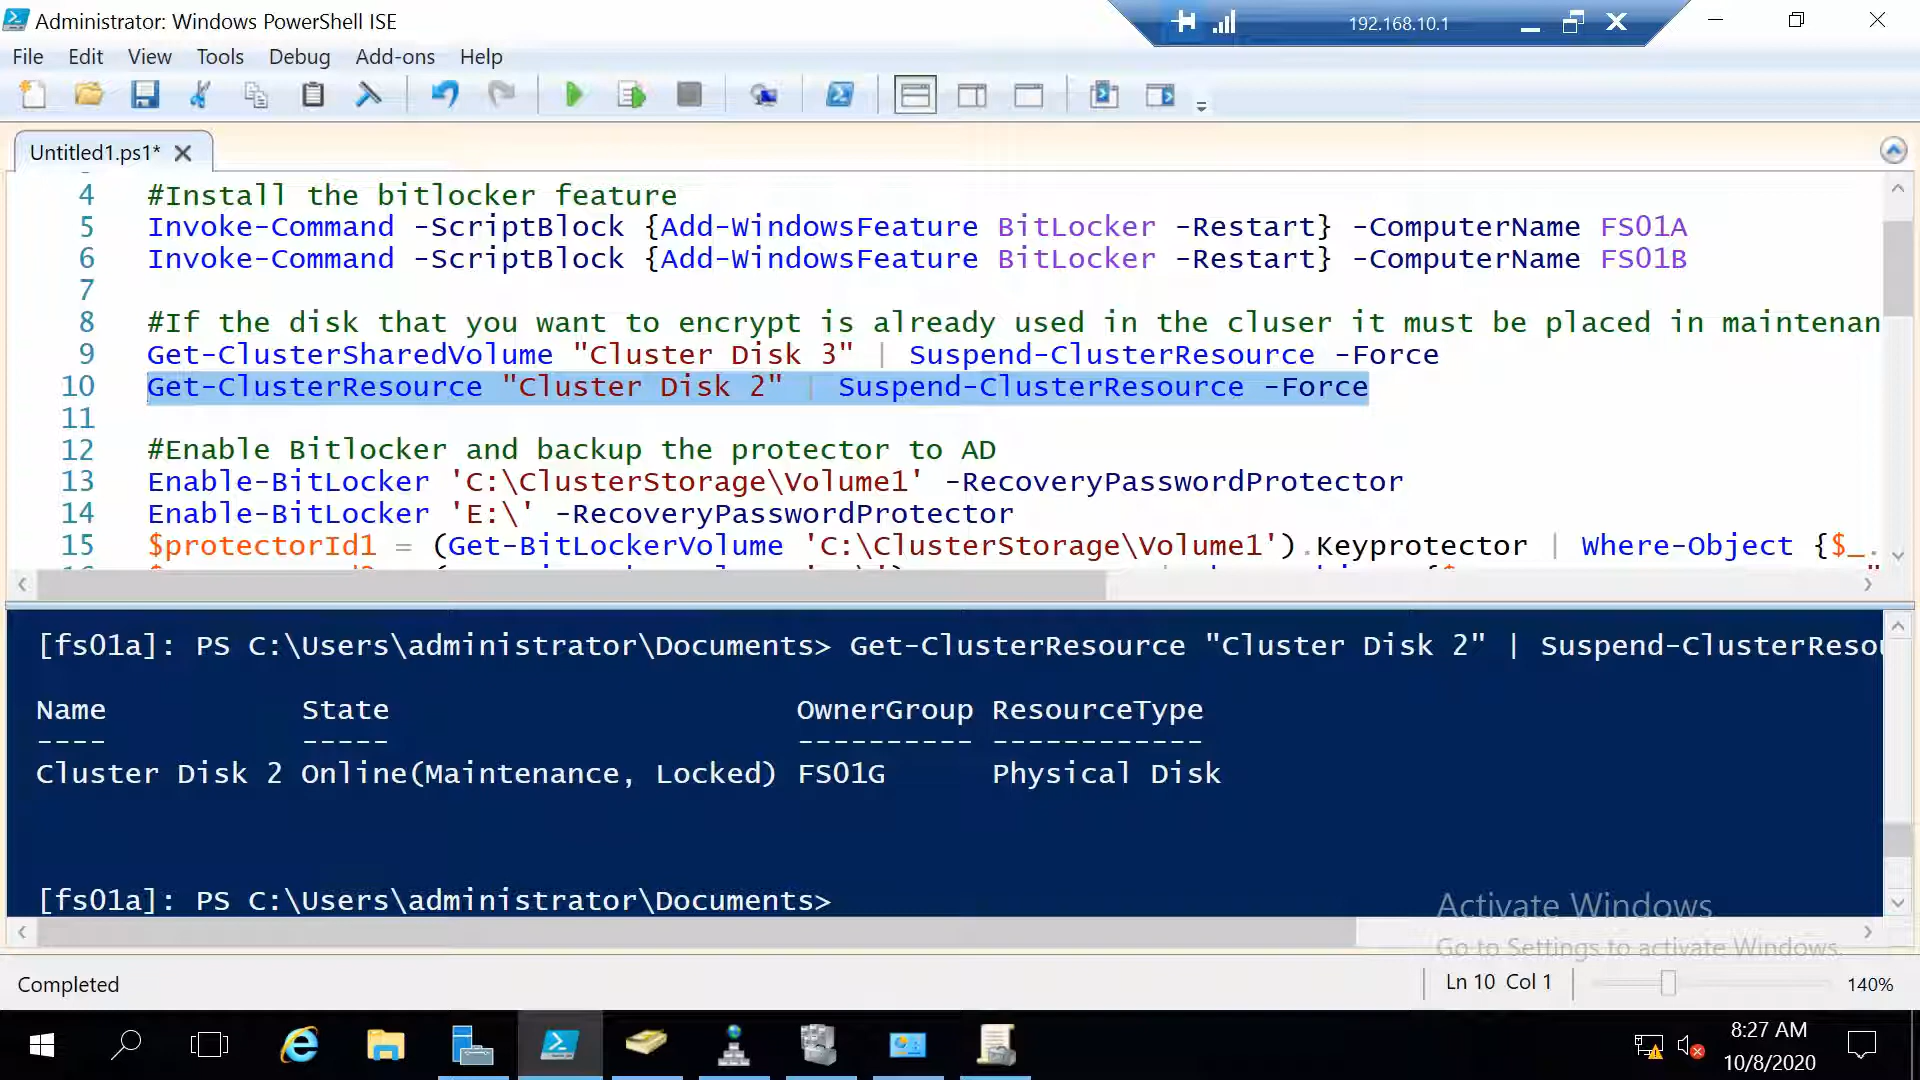 Administrator: Windows PowerShell ISE
192.168.10.1
File Edit View Tools Debug Add-ons Help
Untitled1.ps1*
4 #Install the bitlocker feature
5 Invoke-Command -ScriptBlock {Add-WindowsFeature BitLocker -Restart} -ComputerName FS01A
6 Invoke-Command -ScriptBlock {Add-WindowsFeature BitLocker -Restart} -ComputerName FS01B
7
8 #If the disk that you want to encrypt is already used in the cluser it must be placed in maintenan
9 Get-ClusterSharedVolume "Cluster Disk 3" | Suspend-ClusterResource -Force
10 Get-ClusterResource "Cluster Disk 2" | Suspend-ClusterResource -Force
11
12 #Enable Bitlocker and backup the protector to AD
13 Enable-BitLocker 'C:\ClusterStorage\Volume1' -RecoveryPasswordProtector
14 Enable-BitLocker 'E:\' -RecoveryPasswordProtector
15 $protectorId1 = (Get-BitLockerVolume 'C:\ClusterStorage\Volume1').Keyprotector | Where-Object {$_.
[fs01a]: PS C:\Users\administrator\Documents> Get-ClusterResource "Cluster Disk 2" | Suspend-ClusterResou
Name State OwnerGroup ResourceType
---- ----- ---------- ------------
Cluster Disk 2 Online(Maintenance, Locked) FS01G Physical Disk
[fs01a]: PS C:\Users\administrator\Documents>
Activate Windows
Go to Settings to activate Windows.
Completed
Ln 10 Col 1
140%
8:27 AM
10/8/2020